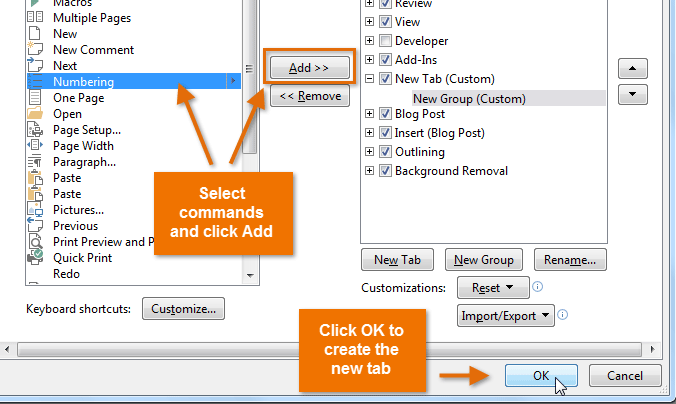 Macros
Multiple Pages
New
New Comment
Next
Numbering
One Page
Open
Page Setup...
Page Width
Paragraph...
Paste
Paste
Pictures...
Previous
Print Preview and P
Quick Print
Redo
Keyboard shortcuts: Customize...
Add >>
<< Remove
Select
commands
and click Add
Review
View
Developer
Add-Ins
New Tab (Custom)
New Group (Custom)
Blog Post
Insert (Blog Post)
Outlining
Background Removal
New Tab New Group Rename...
Customizations: Reset
Import/Export
Click OK to
create the
new tab
OK Cancel